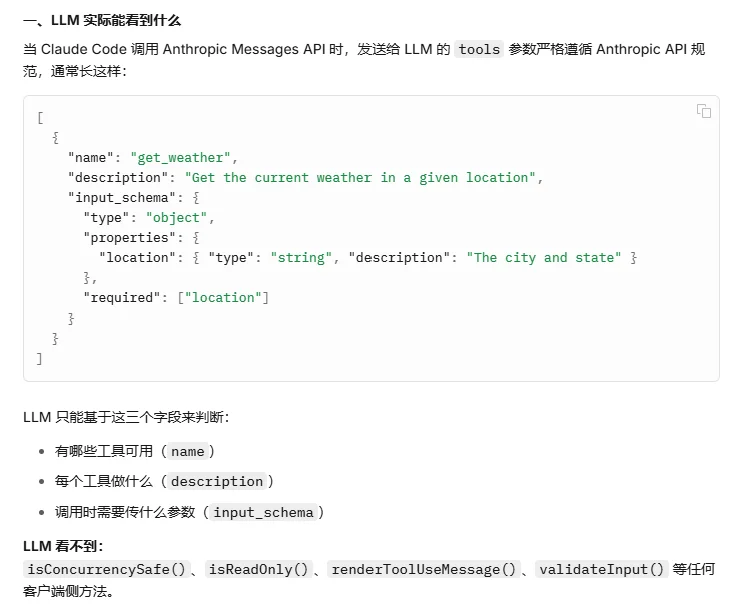 一、LLM 实际能看到什么
当 Claude Code 调用 Anthropic Messages API 时，发送给 LLM 的 tools 参数严格遵循 Anthropic API 规
范，通常长这样：
[
  {
    "name": "get_weather",
    "description": "Get the current weather in a given location",
    "input_schema": {
      "type": "object",
      "properties": {
        "location": { "type": "string", "description": "The city and state" }
      },
      "required": ["location"]
    }
  }
]
LLM 只能基于这三个字段来判断：
• 有哪些工具可用（name）
• 每个工具做什么（description）
• 调用时需要传什么参数（input_schema）
LLM 看不到：
isConcurrencySafe()、isReadOnly()、renderToolUseMessage()、validateInput() 等任何
客户端侧方法。